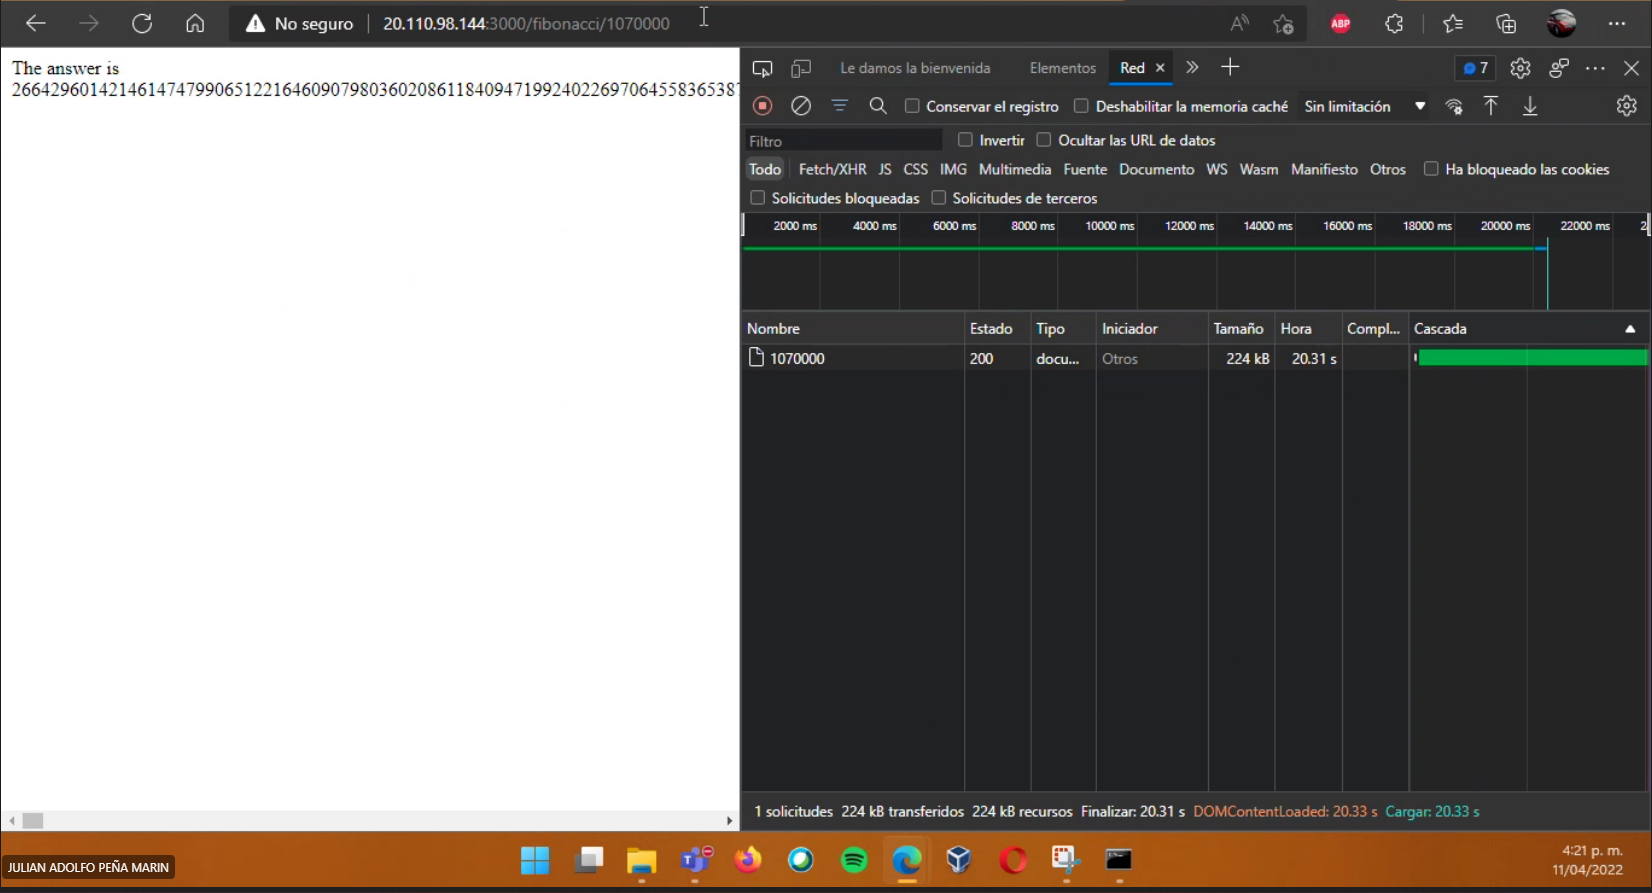 No seguro 20.110.98.144:3000/fibonacci/1070000 ABP
The answer is
Le damos la bienvenida Elementos Red 7
Conservar el registro Deshabilitar la memoria caché Sin limitación
Filtro Invertir Ocultar las URL de datos
Todo Fetch/XHR JS CSS IMG Multimedia Fuente Documento WS Wasm Manifiesto Otros Ha bloqueado las cookies
Solicitudes bloqueadas Solicitudes de terceros
2000 ms 4000 ms 6000 ms 8000 ms 10000 ms 12000 ms 14000 ms 16000 ms 18000 ms 20000 ms 22000 ms
Nombre Estado Tipo Iniciador Tamaño Hora Compl... Cascada
1070000 200 docu... Otros 224 kB 20.31 s
1 solicitudes 224 kB transferidos 224 kB recursos Finalizar: 20.31 s DOMContentLoaded: 20.33 s Cargar: 20.33 s
JULIAN ADOLFO PEÑA MARIN
4:21 p. m.
11/04/2022